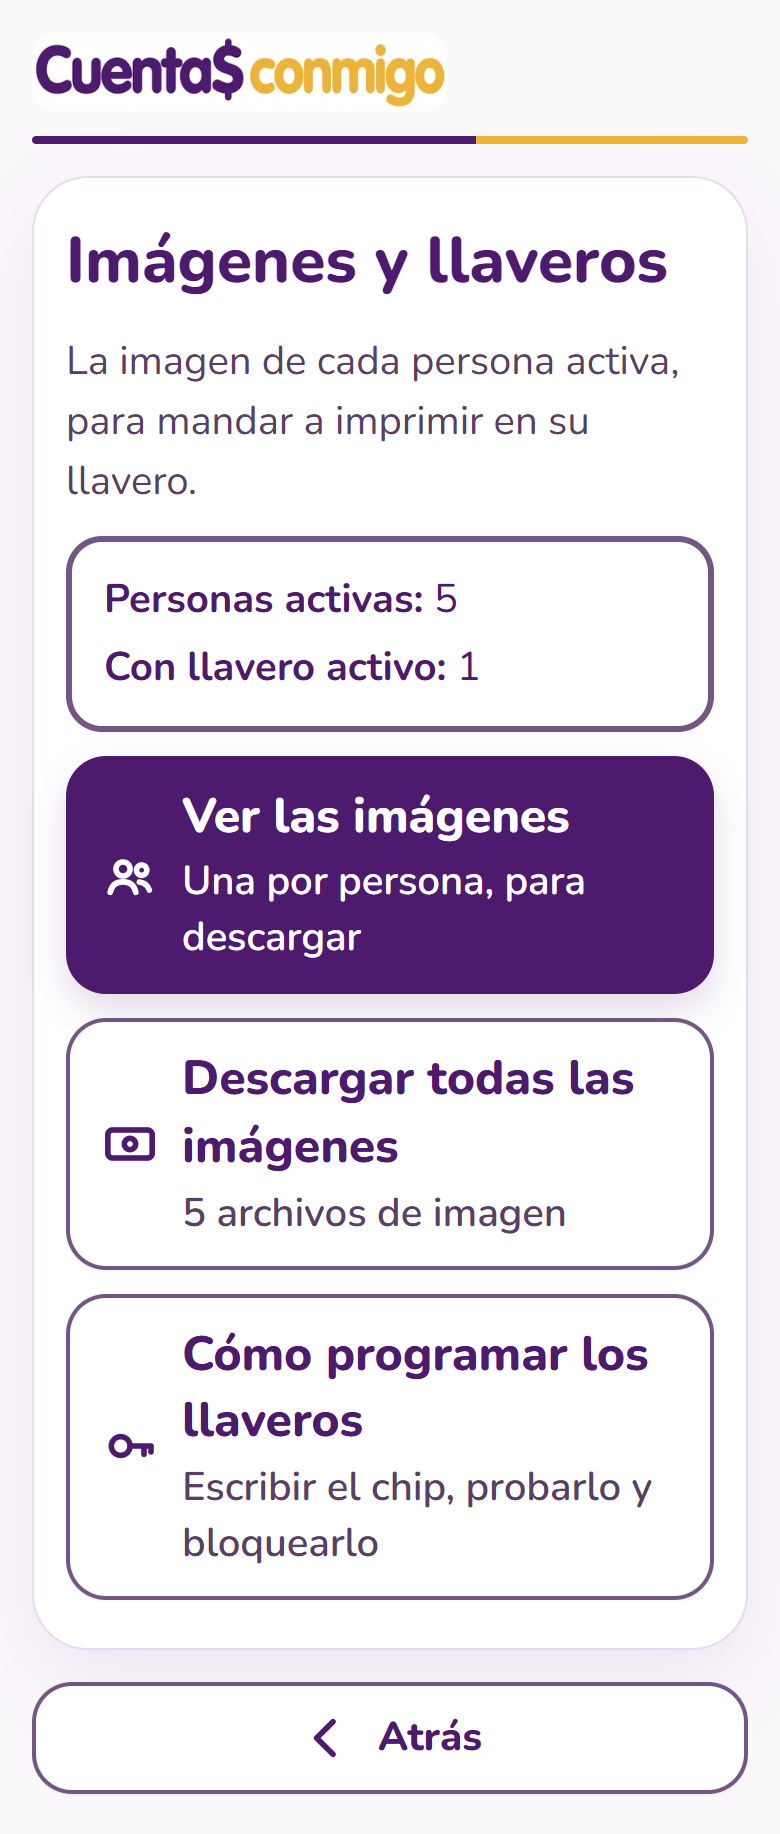 Cuenta$ conmigo
Imágenes y llaveros
La imagen de cada persona activa,
para mandar a imprimir en su
llavero.
Personas activas: 5
Con llavero activo: 1
Ver las imágenes
Una por persona, para
descargar
Descargar todas las
imágenes
5 archivos de imagen
Cómo programar los
llaveros
Escribir el chip, probarlo y
bloquearlo
Atrás